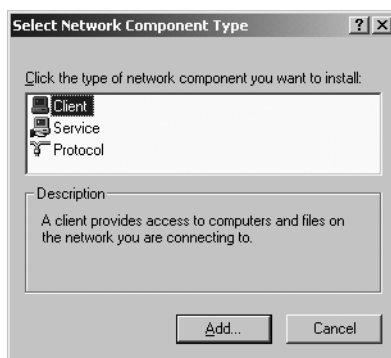 Select Network Component Type
Click the type of network component you want to install:
Client
Service
Protocol
Description
A client provides access to computers and files on
the network you are connecting to.
Add...
Cancel